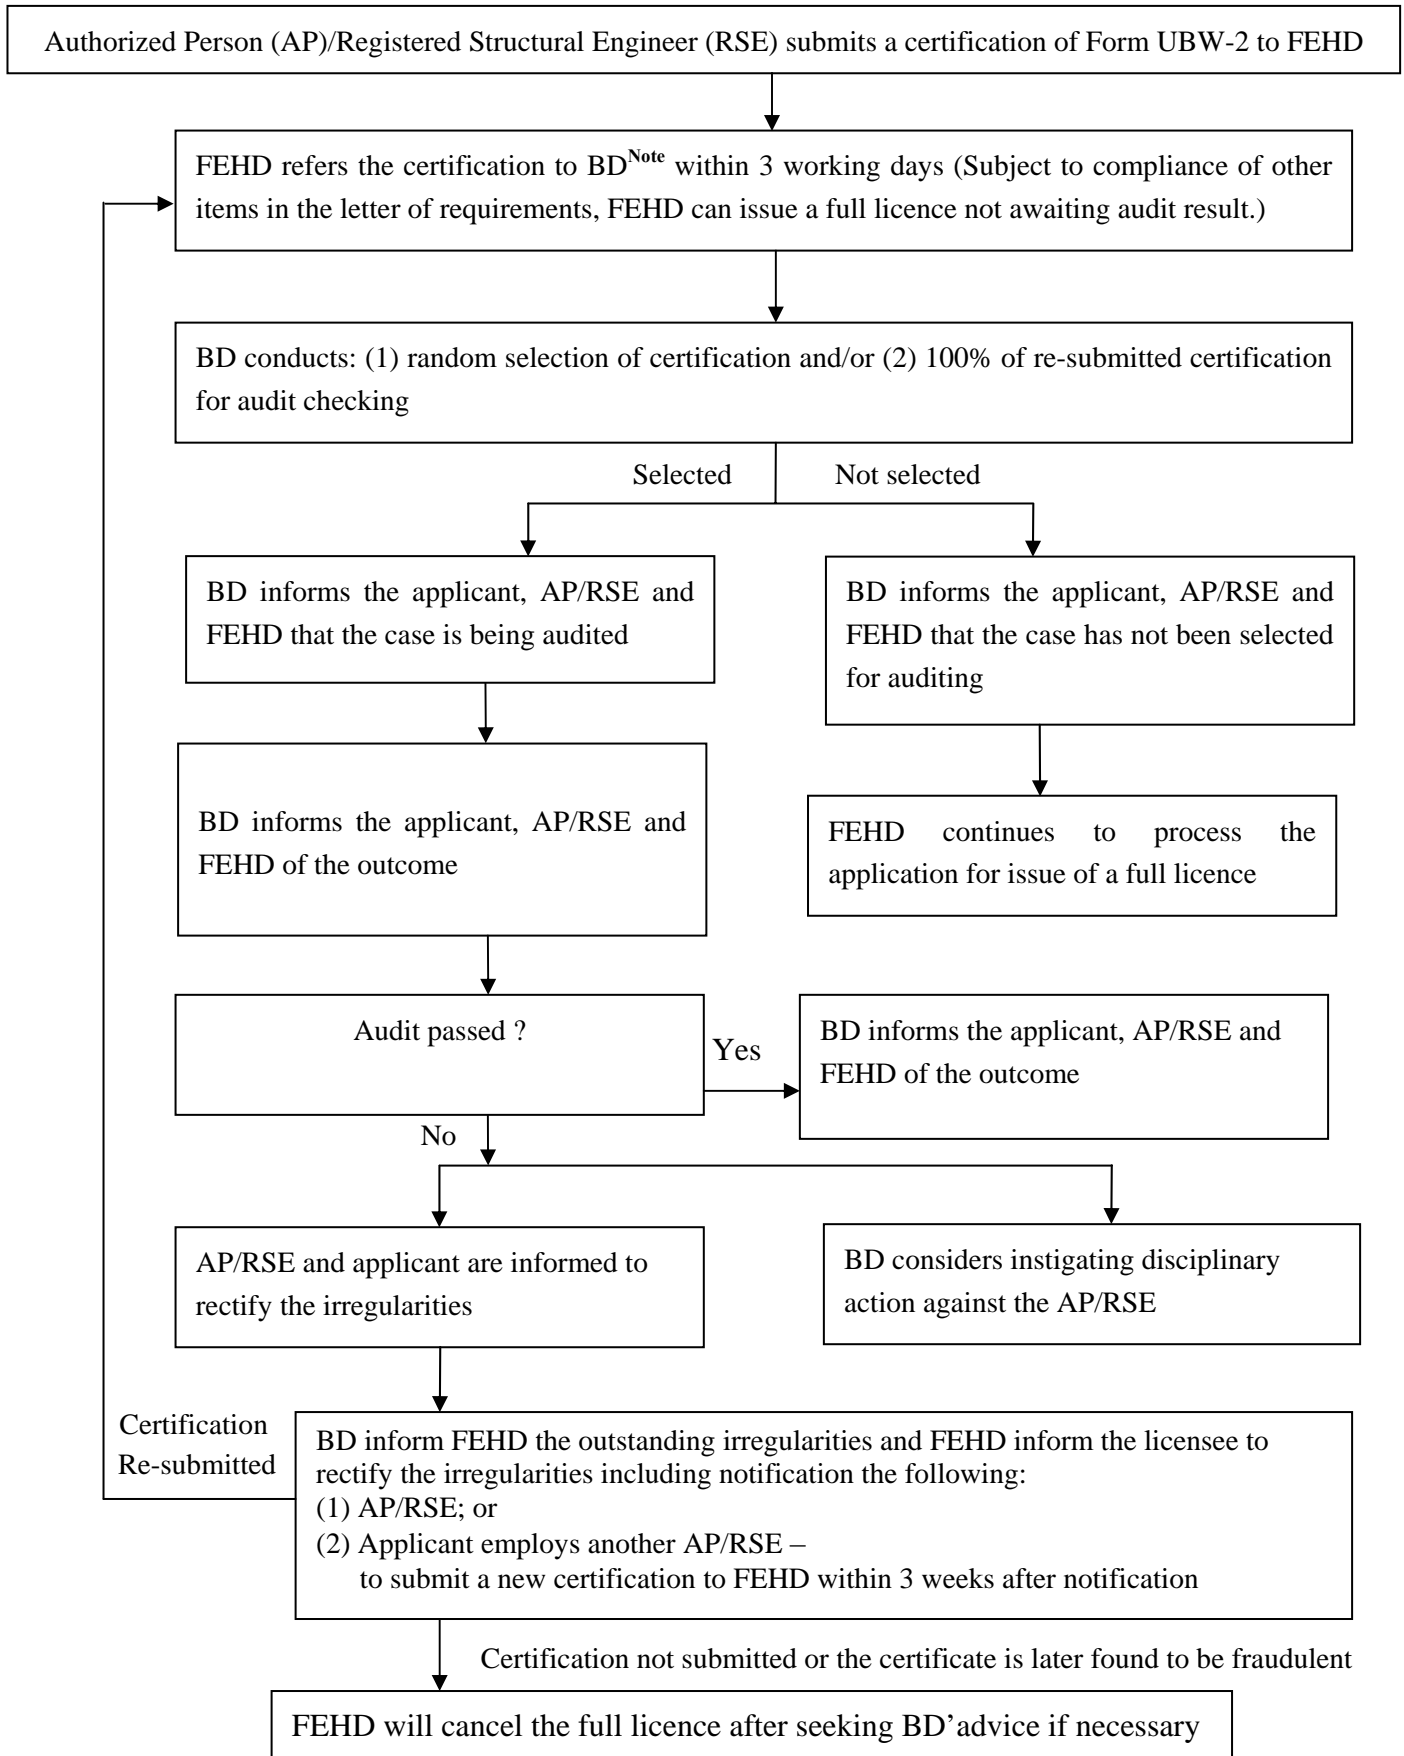 Authorized Person (AP)/Registered Structural Engineer (RSE) submits a certification of Form UBW-2 to FEHD
FEHD refers the certification to BDNote within 3 working days (Subject to compliance of other
items in the letter of requirements, FEHD can issue a full licence not awaiting audit result.)
BD conducts: (1) random selection of certification and/or (2) 100% of re-submitted certification
for audit checking
Selected
Not selected
BD informs the applicant, AP/RSE and
FEHD that the case is being audited
BD informs the applicant, AP/RSE and
FEHD that the case has not been selected
for auditing
BD informs the applicant, AP/RSE and
FEHD of the outcome
FEHD continues to process the
application for issue of a full licence
Audit passed ?
Yes
BD informs the applicant, AP/RSE and
FEHD of the outcome
No
AP/RSE and applicant are informed to
rectify the irregularities
BD considers instigating disciplinary
action against the AP/RSE
Certification
Re-submitted
BD inform FEHD the outstanding irregularities and FEHD inform the licensee to
rectify the irregularities including notification the following:
(1) AP/RSE; or
(2) Applicant employs another AP/RSE –
to submit a new certification to FEHD within 3 weeks after notification
Certification not submitted or the certificate is later found to be fraudulent
FEHD will cancel the full licence after seeking BD'advice if necessary